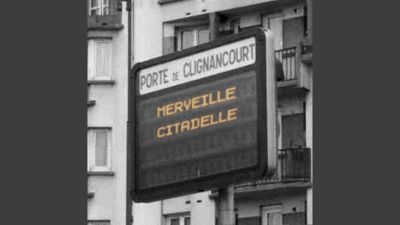 PORTE DE CLIGNANCOURT
MERVEILLE
CITADELLE